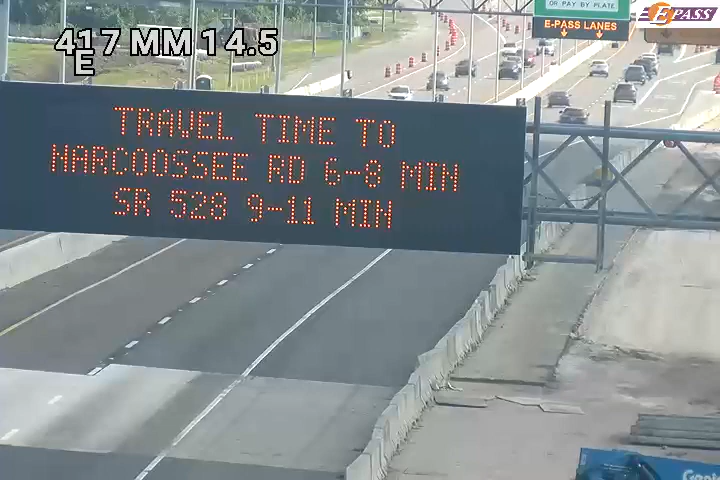 417 MM 14.5
E
OR PAY BY PLATE
E-PASS LANES
E-PASS
TRAVEL TIME TO
NARCOOSSEE RD 6-8 MIN
SR 528 9-11 MIN
Genie